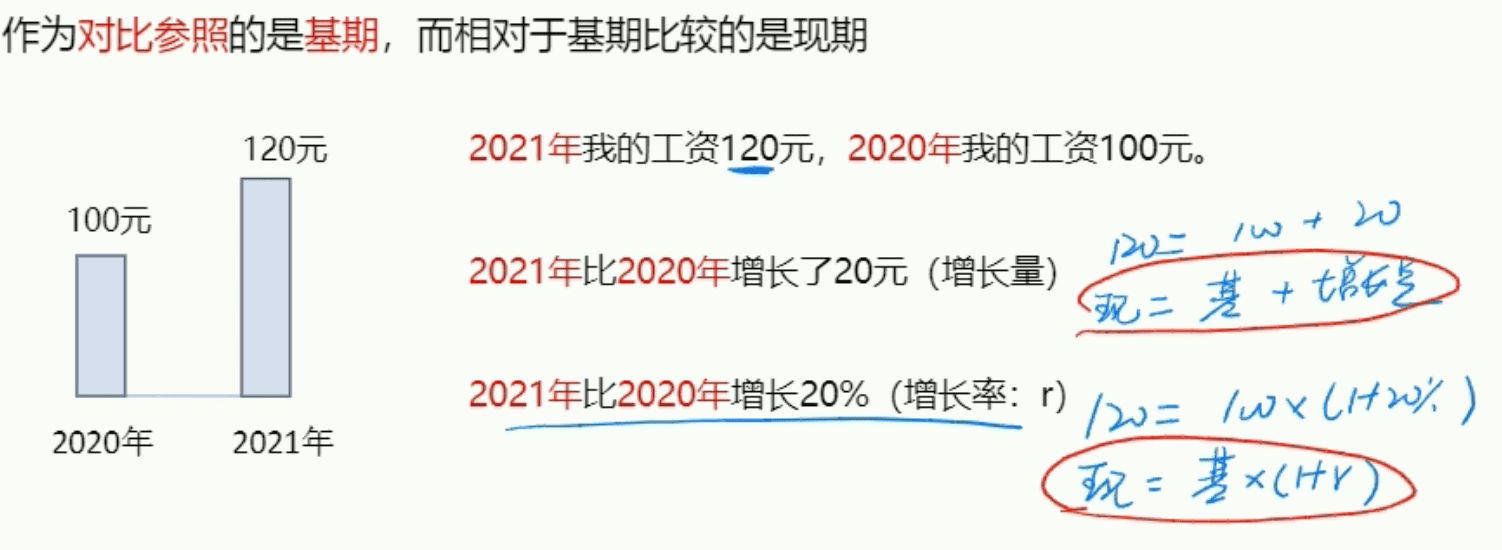 作为对比参照的是基期，而相对于基期比较的是现期
120元
100元
2020年
2021年
2021年我的工资120元，2020年我的工资100元。
2021年比2020年增长了20元（增长量）
120= 100 + 20
现 = 基 + 增长量
2021年比2020年增长20%（增长率：r）
120= 100×(1+20%)
现 = 基×(1+r)